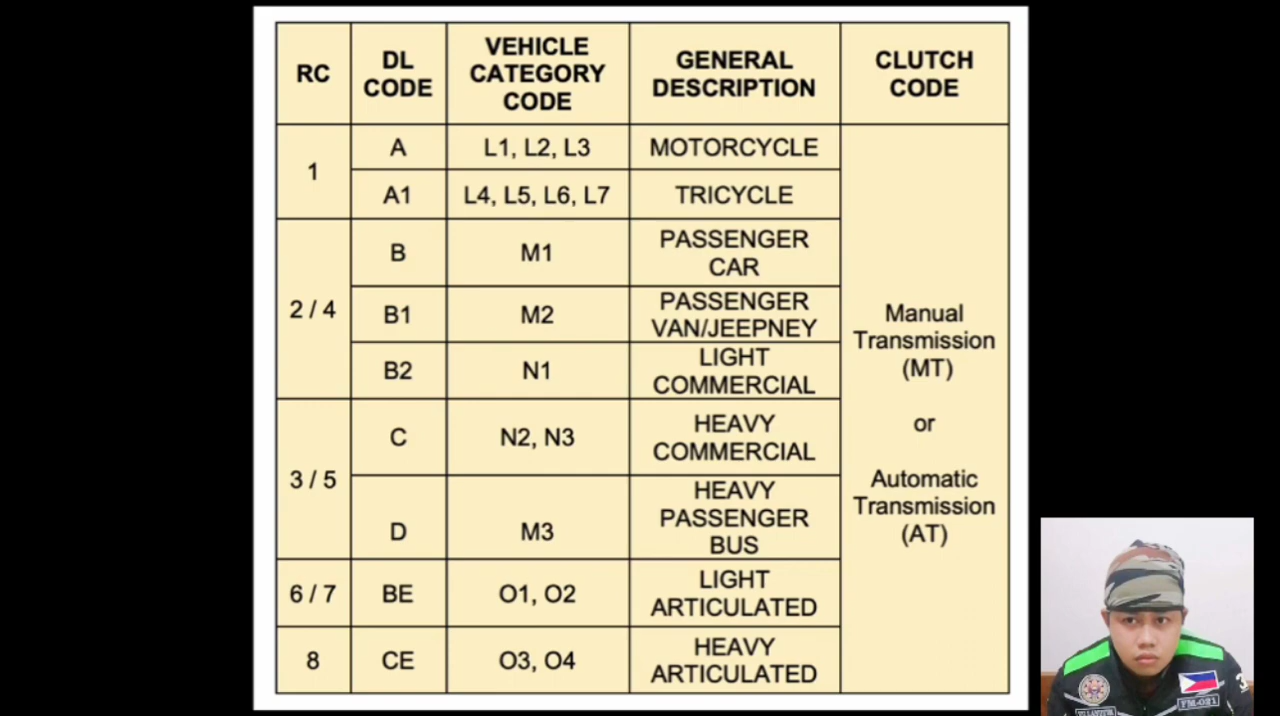 RC
DL
CODE
VEHICLE
CATEGORY
CODE
GENERAL
DESCRIPTION
CLUTCH
CODE
1
A
L1, L2, L3
MOTORCYCLE
A1
L4, L5, L6, L7
TRICYCLE
2 / 4
B
M1
PASSENGER
CAR
B1
M2
PASSENGER
VAN/JEEPNEY
B2
N1
LIGHT
COMMERCIAL
3 / 5
C
N2, N3
HEAVY
COMMERCIAL
D
M3
HEAVY
PASSENGER
BUS
6 / 7
BE
O1, O2
LIGHT
ARTICULATED
8
CE
O3, O4
HEAVY
ARTICULATED
Manual
Transmission
(MT)
or
Automatic
Transmission
(AT)